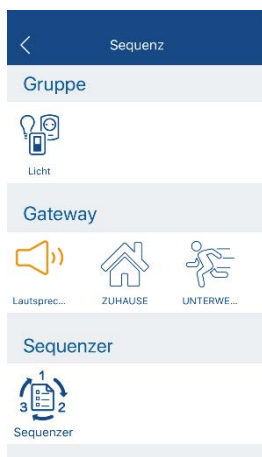 Sequenz
Gruppe
Licht
Gateway
Lautsprec... ZUHAUSE UNTERWE...
Sequenzer
1
3 2
Sequenzer